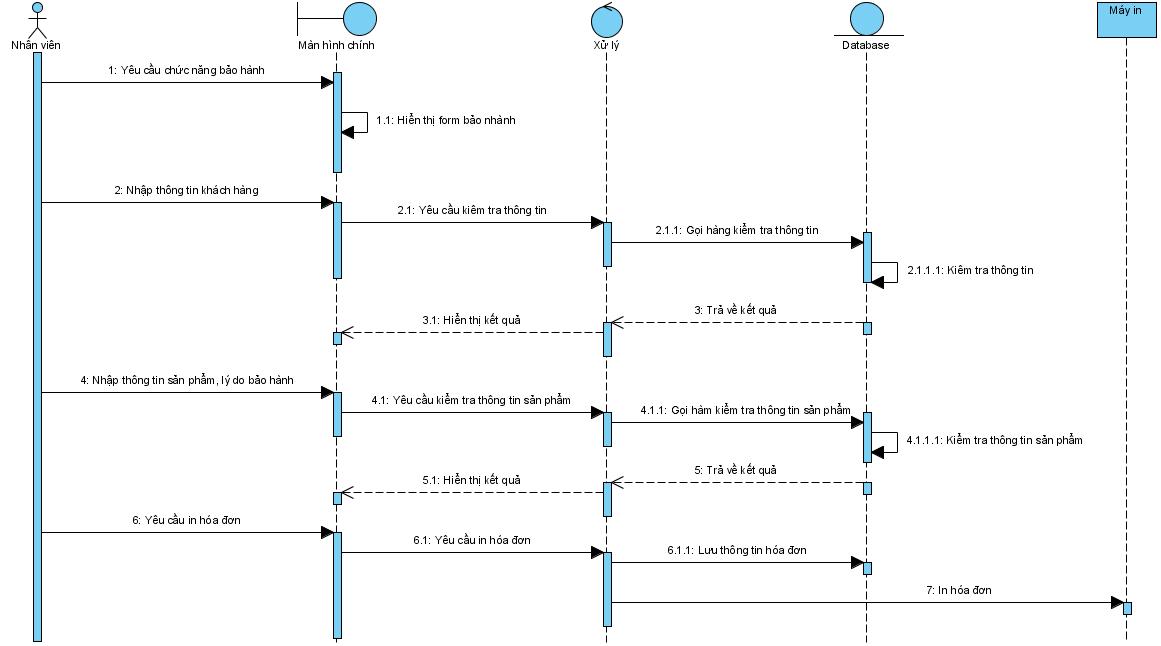 Nhân viên
Màn hình chính
Xử lý
Database
Máy in
1: Yêu cầu chức năng bảo hành
1.1: Hiển thị form bảo nhành
2: Nhập thông tin khách hàng
2.1: Yêu cầu kiêm tra thông tin
2.1.1: Gọi hàng kiểm tra thông tin
2.1.1.1: Kiêm tra thông tin
3: Trả về kết quả
3.1: Hiển thị kết quả
4: Nhập thông tin sản phẩm, lý do bảo hành
4.1: Yêu cầu kiểm tra thông tin sản phẩm
4.1.1: Gọi hàm kiểm tra thông tin sản phẩm
4.1.1.1: Kiểm tra thông tin sản phẩm
5: Trả về kết quả
5.1: Hiển thị kết quả
6: Yêu cầu in hóa đơn
6.1: Yêu cầu in hóa đơn
6.1.1: Lưu thông tin hóa đơn
7: In hóa đơn